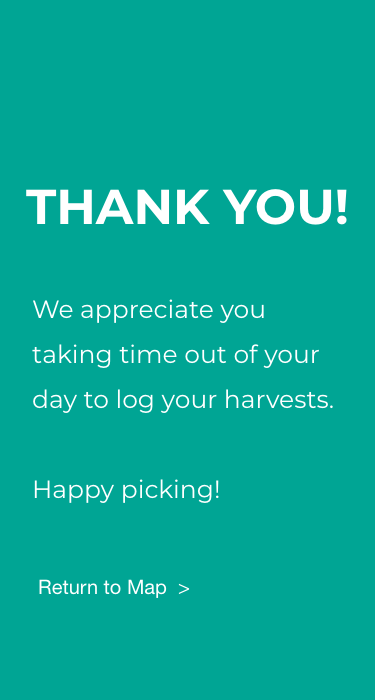 THANK YOU!
We appreciate you
taking time out of your
day to log your harvests.
Happy picking!
Return to Map >